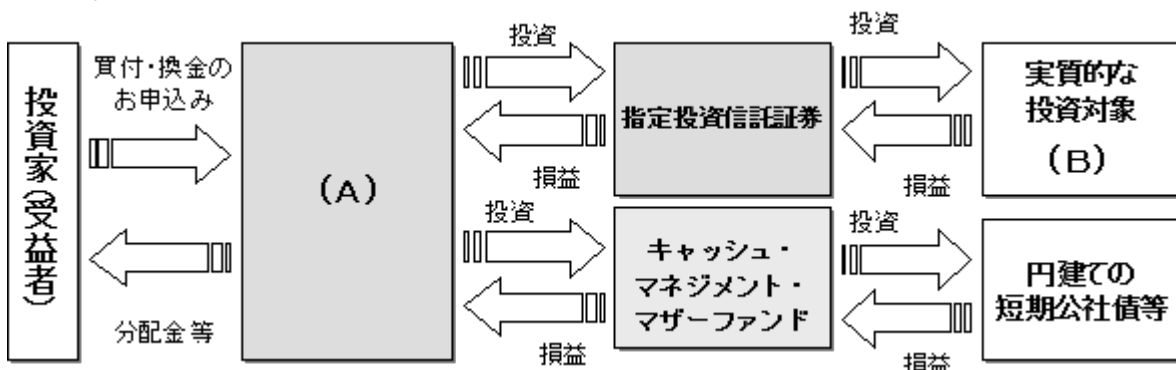 投資家(受益者)
買付・換金の
お申込み
分配金等
(A)
投資
損益
指定投資信託証券
投資
損益
実質的な
投資対象
(B)
投資
損益
キャッシュ・
マネジメント・
マザーファンド
投資
損益
円建ての
短期公社債等